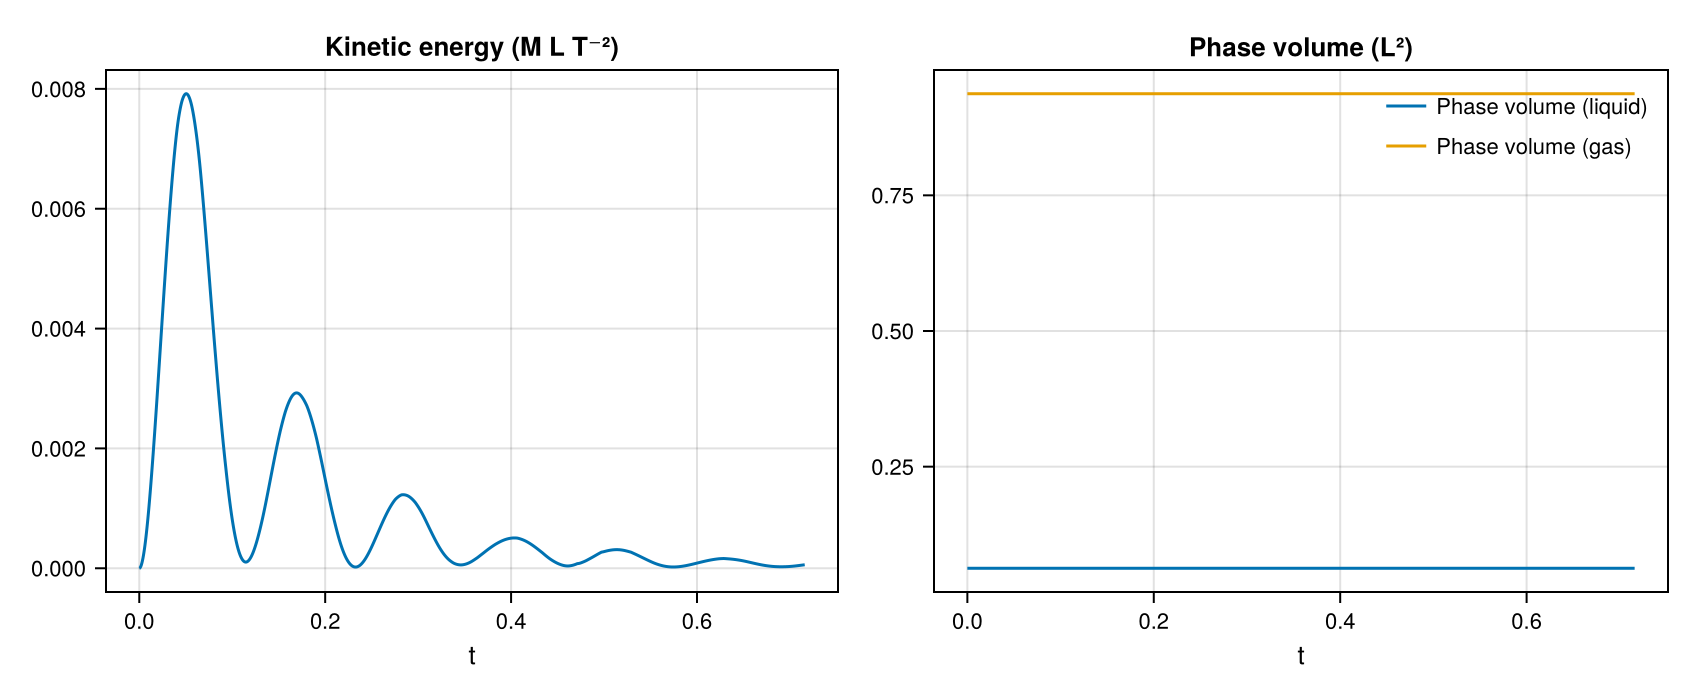 Kinetic energy (M L T⁻²)
0.008
0.006
0.004
0.002
0.000
0.0 0.2 0.4 0.6
t
Phase volume (L²)
Phase volume (liquid)
Phase volume (gas)
0.75
0.50
0.25
0.0 0.2 0.4 0.6
t